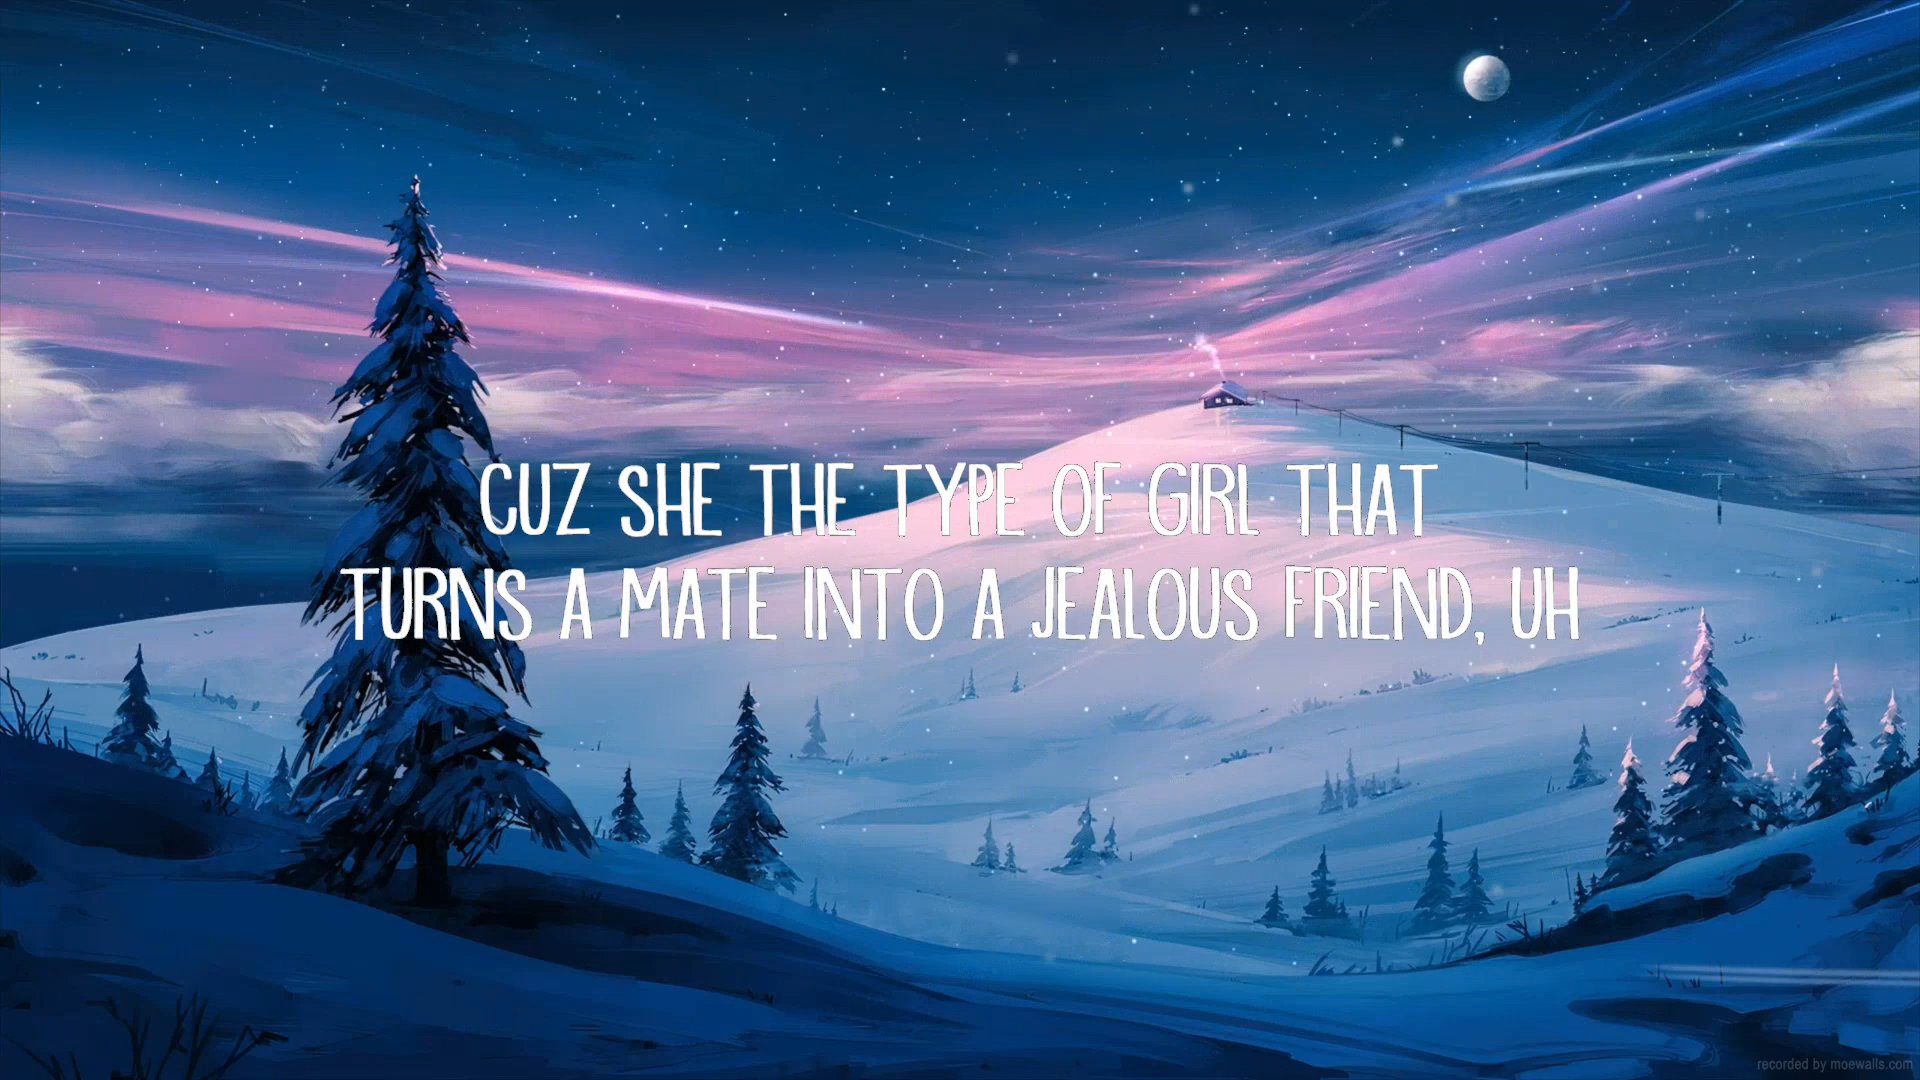 CUZ SHE THE TYPE OF GIRL THAT
TURNS A MATE INTO A JEALOUS FRIEND, UH
recorded by moewalls.com